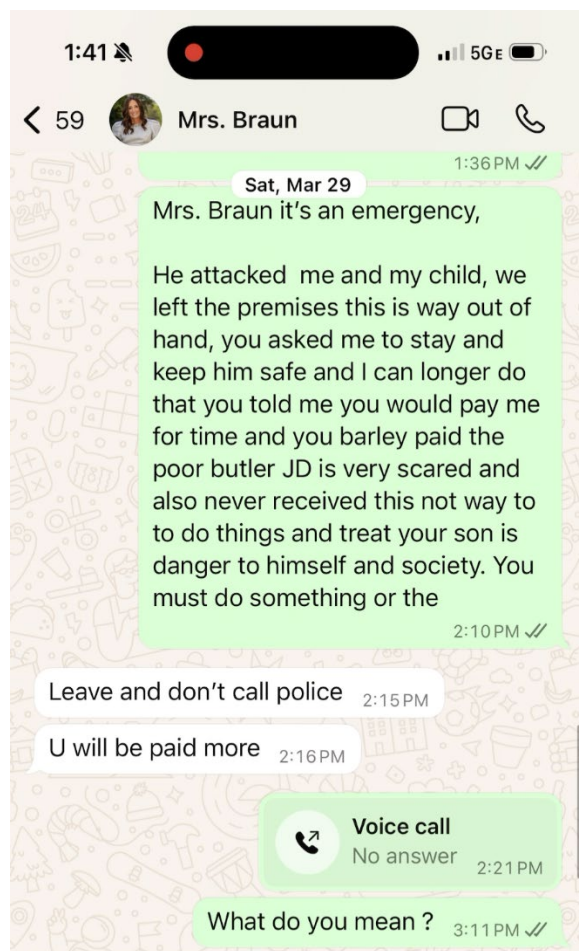 1:41
5GE
59
Mrs. Braun
1:36 PM
Sat, Mar 29
Mrs. Braun it's an emergency,
He attacked  me and my child, we
left the premises this is way out of
hand, you asked me to stay and
keep him safe and I can longer do
that you told me you would pay me
for time and you barley paid the
poor butler JD is very scared and
also never received this not way to
to do things and treat your son is
danger to himself and society. You
must do something or the
2:10 PM
Leave and don't call police
2:15 PM
U will be paid more
2:16 PM
Voice call
No answer
2:21 PM
What do you mean ?
3:11 PM